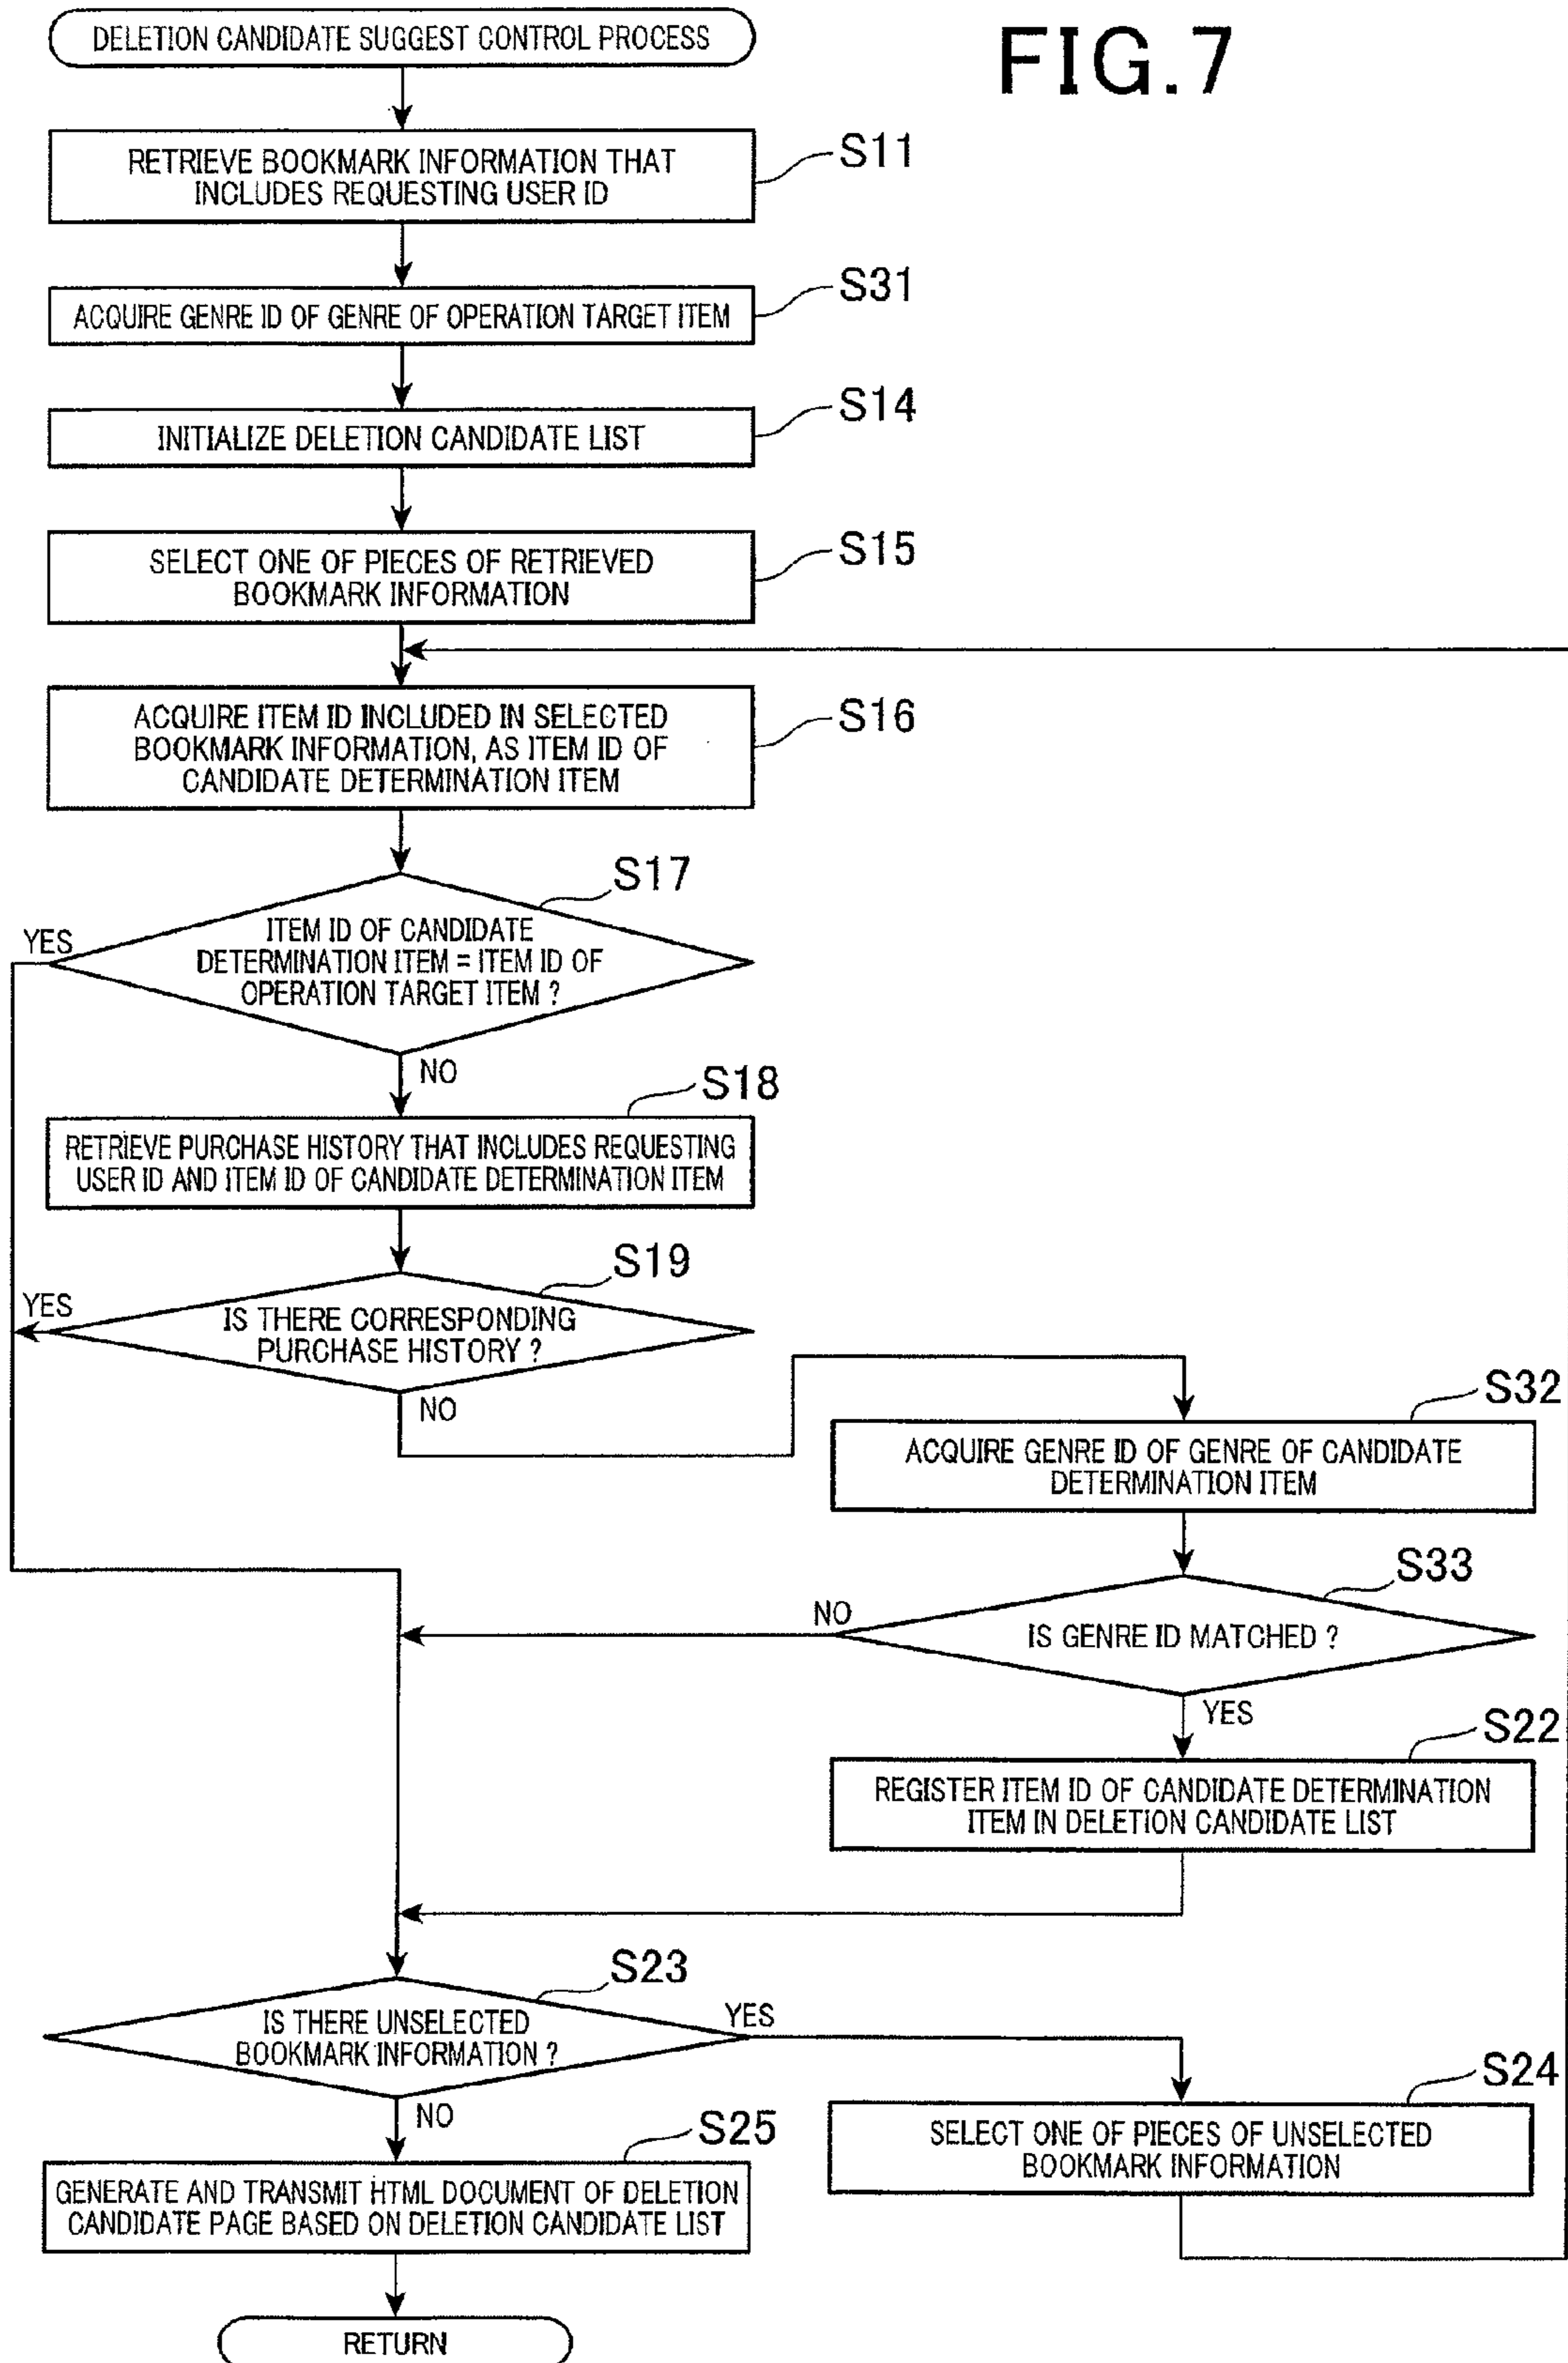 FIG.7
DELETION CANDIDATE SUGGEST CONTROL PROCESS
S11
RETRIEVE BOOKMARK INFORMATION THAT
INCLUDES REQUESTING USER ID
S31
ACQUIRE GENRE ID OF GENRE OF OPERATION TARGET ITEM
S14
INITIALIZE DELETION CANDIDATE LIST
S15
SELECT ONE OF PIECES OF RETRIEVED
BOOKMARK INFORMATION
S16
ACQUIRE ITEM ID INCLUDED IN SELECTED
BOOKMARK INFORMATION, AS ITEM ID OF
CANDIDATE DETERMINATION ITEM
S17
YES
ITEM ID OF CANDIDATE
DETERMINATION ITEM = ITEM ID OF
OPERATION TARGET ITEM ?
NO
S18
RETRIEVE PURCHASE HISTORY THAT INCLUDES REQUESTING
USER ID AND ITEM ID OF CANDIDATE DETERMINATION ITEM
S19
YES
IS THERE CORRESPONDING
PURCHASE HISTORY ?
NO
S32
ACQUIRE GENRE ID OF GENRE OF CANDIDATE
DETERMINATION ITEM
S33
NO
IS GENRE ID MATCHED ?
YES
S22
REGISTER ITEM ID OF CANDIDATE DETERMINATION
ITEM IN DELETION CANDIDATE LIST
S23
IS THERE UNSELECTED
BOOKMARK INFORMATION ?
YES
NO
S24
SELECT ONE OF PIECES OF UNSELECTED
BOOKMARK INFORMATION
S25
GENERATE AND TRANSMIT HTML DOCUMENT OF DELETION
CANDIDATE PAGE BASED ON DELETION CANDIDATE LIST
RETURN